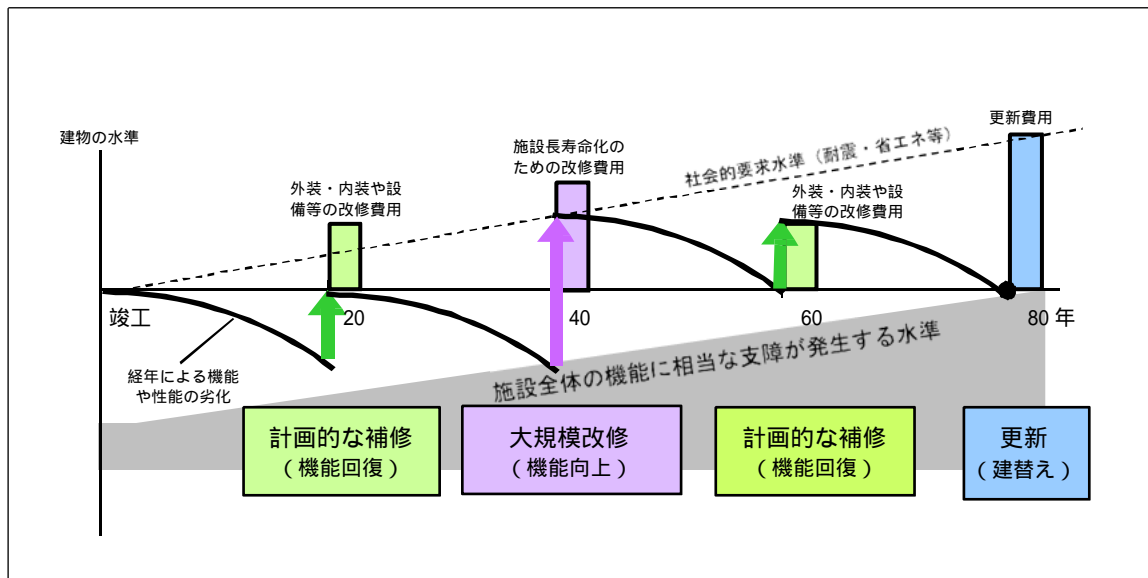 建物の水準
更新費用
施設長寿命化の
ための改修費用
社会的要求水準(耐震・省エネ等)
外装・内装や設
備等の改修費用
外装・内装や設
備等の改修費用
竣工
20
40
60
80 年
経年による機能
や性能の劣化
施設全体の機能に相当な支障が発生する水準
計画的な補修
(機能回復)
大規模改修
(機能向上)
計画的な補修
(機能回復)
更新
(建替え)